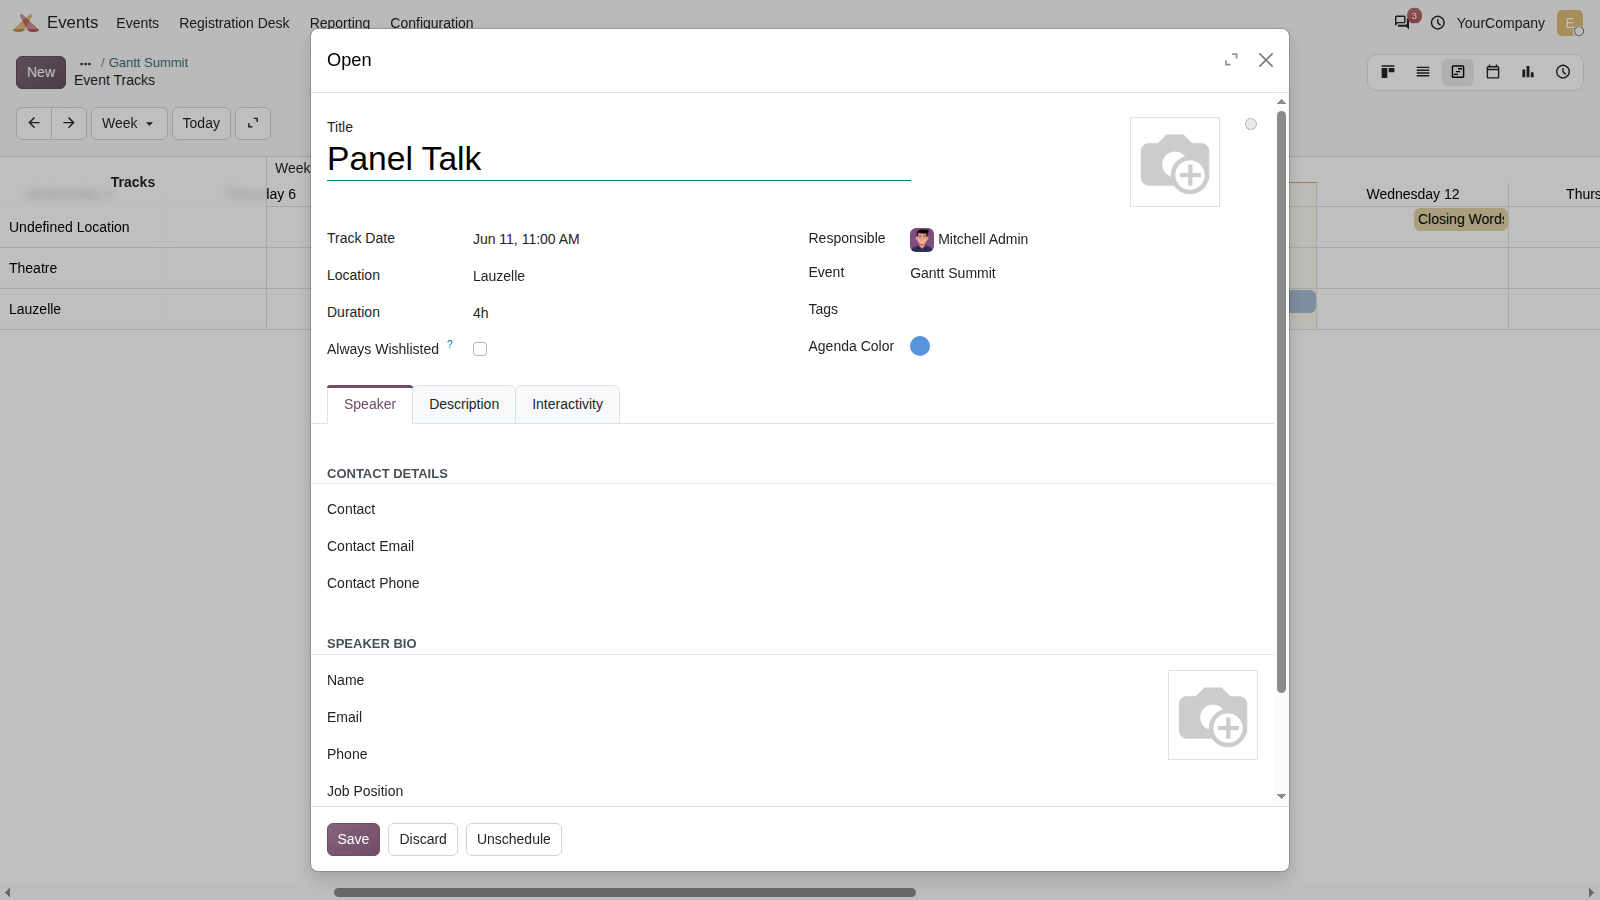 Events
Events
Registration Desk
Reporting
Configuration
3
YourCompany
E
New
... / Gantt Summit
Event Tracks
Week
Today
Tracks
Week
day 6
Wednesday 12
Thurs
Undefined Location
Closing Words
Theatre
Lauzelle
Open
Title
Panel Talk
Track Date
Jun 11, 11:00 AM
Location
Lauzelle
Duration
4h
Always Wishlisted ?
Responsible
Mitchell Admin
Event
Gantt Summit
Tags
Agenda Color
Speaker
Description
Interactivity
CONTACT DETAILS
Contact
Contact Email
Contact Phone
SPEAKER BIO
Name
Email
Phone
Job Position
Save
Discard
Unschedule